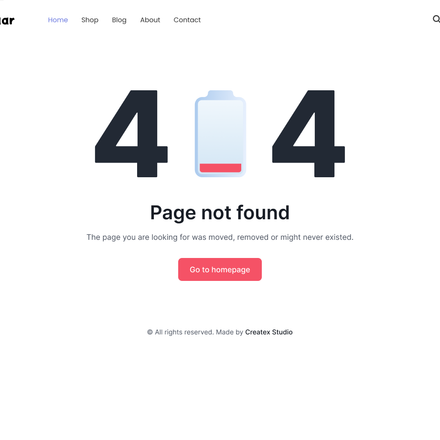 Home Shop Blog About Contact
4 4
Page not found
The page you are looking for was moved, removed or might never existed.
Go to homepage
© All rights reserved. Made by Createx Studio